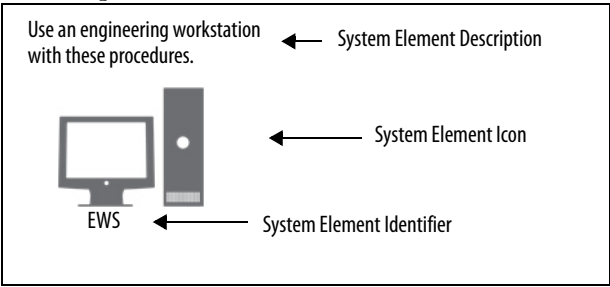 Use an engineering workstation
with these procedures.
System Element Description
System Element Icon
EWS
System Element Identifier